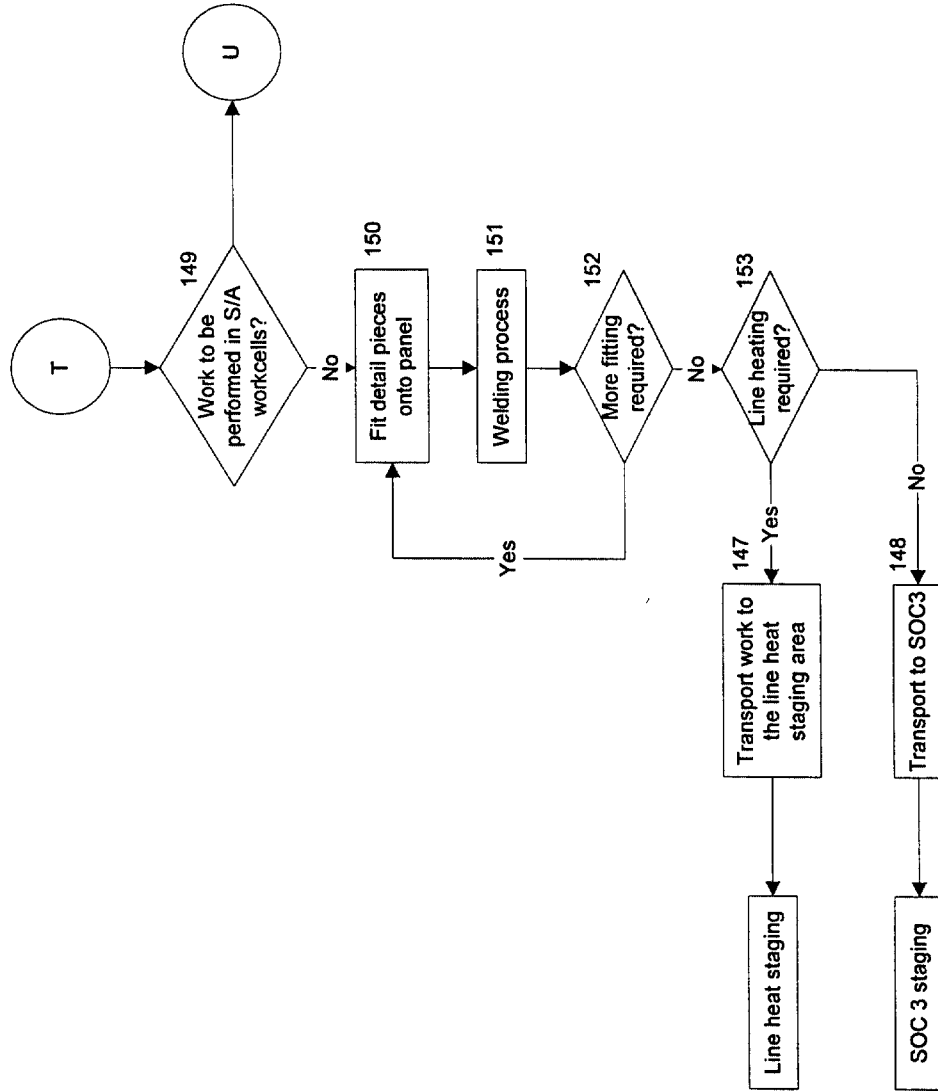 T
U
149
Work to be
performed in S/A
workcells?
No
150
Fit detail pieces
onto panel
151
Welding process
152
More fitting
required?
Yes
No
153
Line heating
required?
Yes
No
147
Transport work to
the line heat
staging area
148
Transport to SOC3
Line heat staging
SOC 3 staging